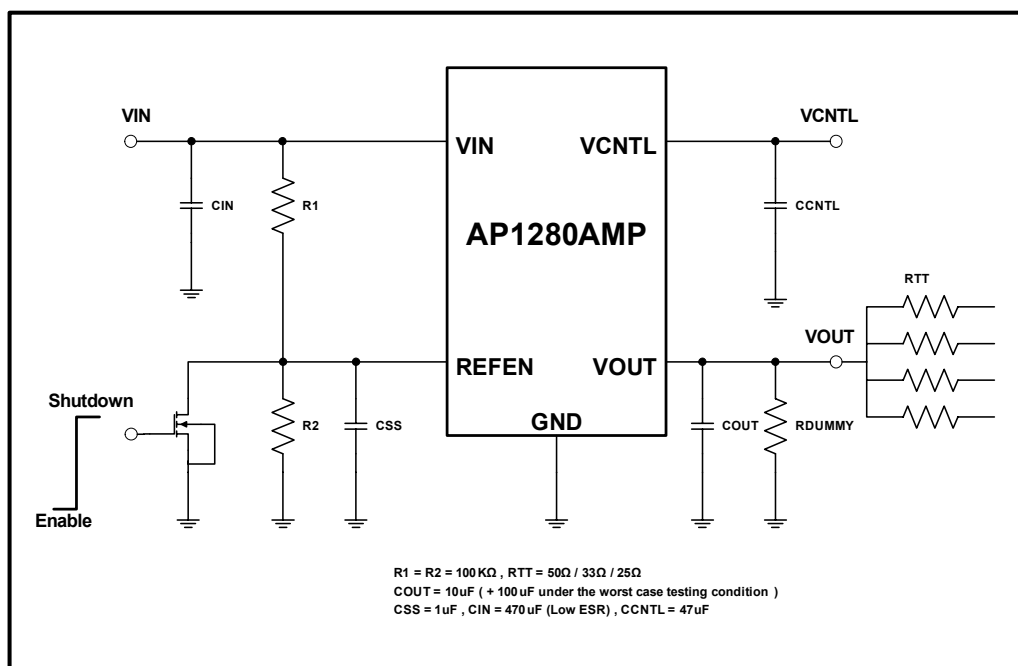 VIN
VCNTL
VIN
VCNTL
CIN
R1
CCNTL
AP1280AMP
RTT
VOUT
REFEN
VOUT
Shutdown
R2
CSS
GND
COUT
RDUMMY
Enable
R1 = R2 = 100KΩ , RTT = 50Ω / 33Ω / 25Ω
COUT = 10uF ( + 100uF under the worst case testing condition )
CSS = 1uF , CIN = 470uF (Low ESR) , CCNTL = 47uF